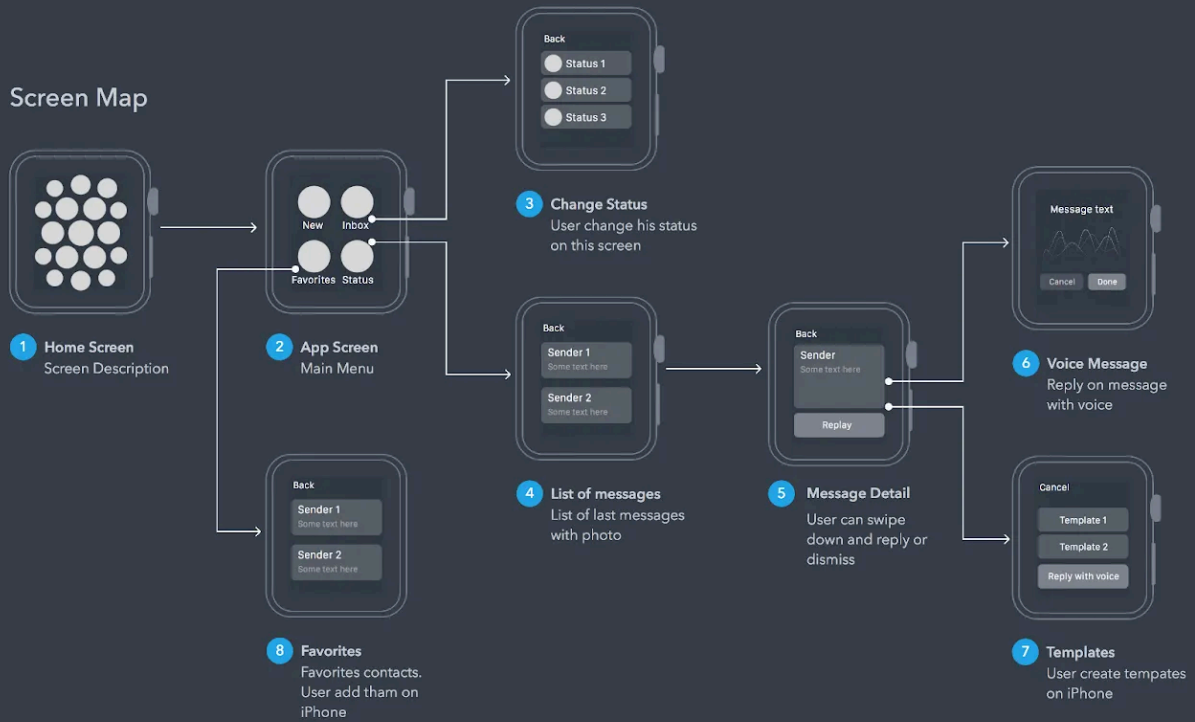 Screen Map
1 Home Screen
Screen Description
New
Inbox
Favorites
Status
2 App Screen
Main Menu
Back
Status 1
Status 2
Status 3
3 Change Status
User change his status
on this screen
Back
Sender 1
Some text here
Sender 2
Some text here
4 List of messages
List of last messages
with photo
Back
Sender
Some text here
Replay
5 Message Detail
User can swipe
down and reply or
dismiss
Message text
Cancel
Done
6 Voice Message
Reply on message
with voice
Cancel
Template 1
Template 2
Reply with voice
7 Templates
User create tempates
on iPhone
Back
Sender 1
Some text here
Sender 2
Some text here
8 Favorites
Favorites contacts.
User add tham on
iPhone